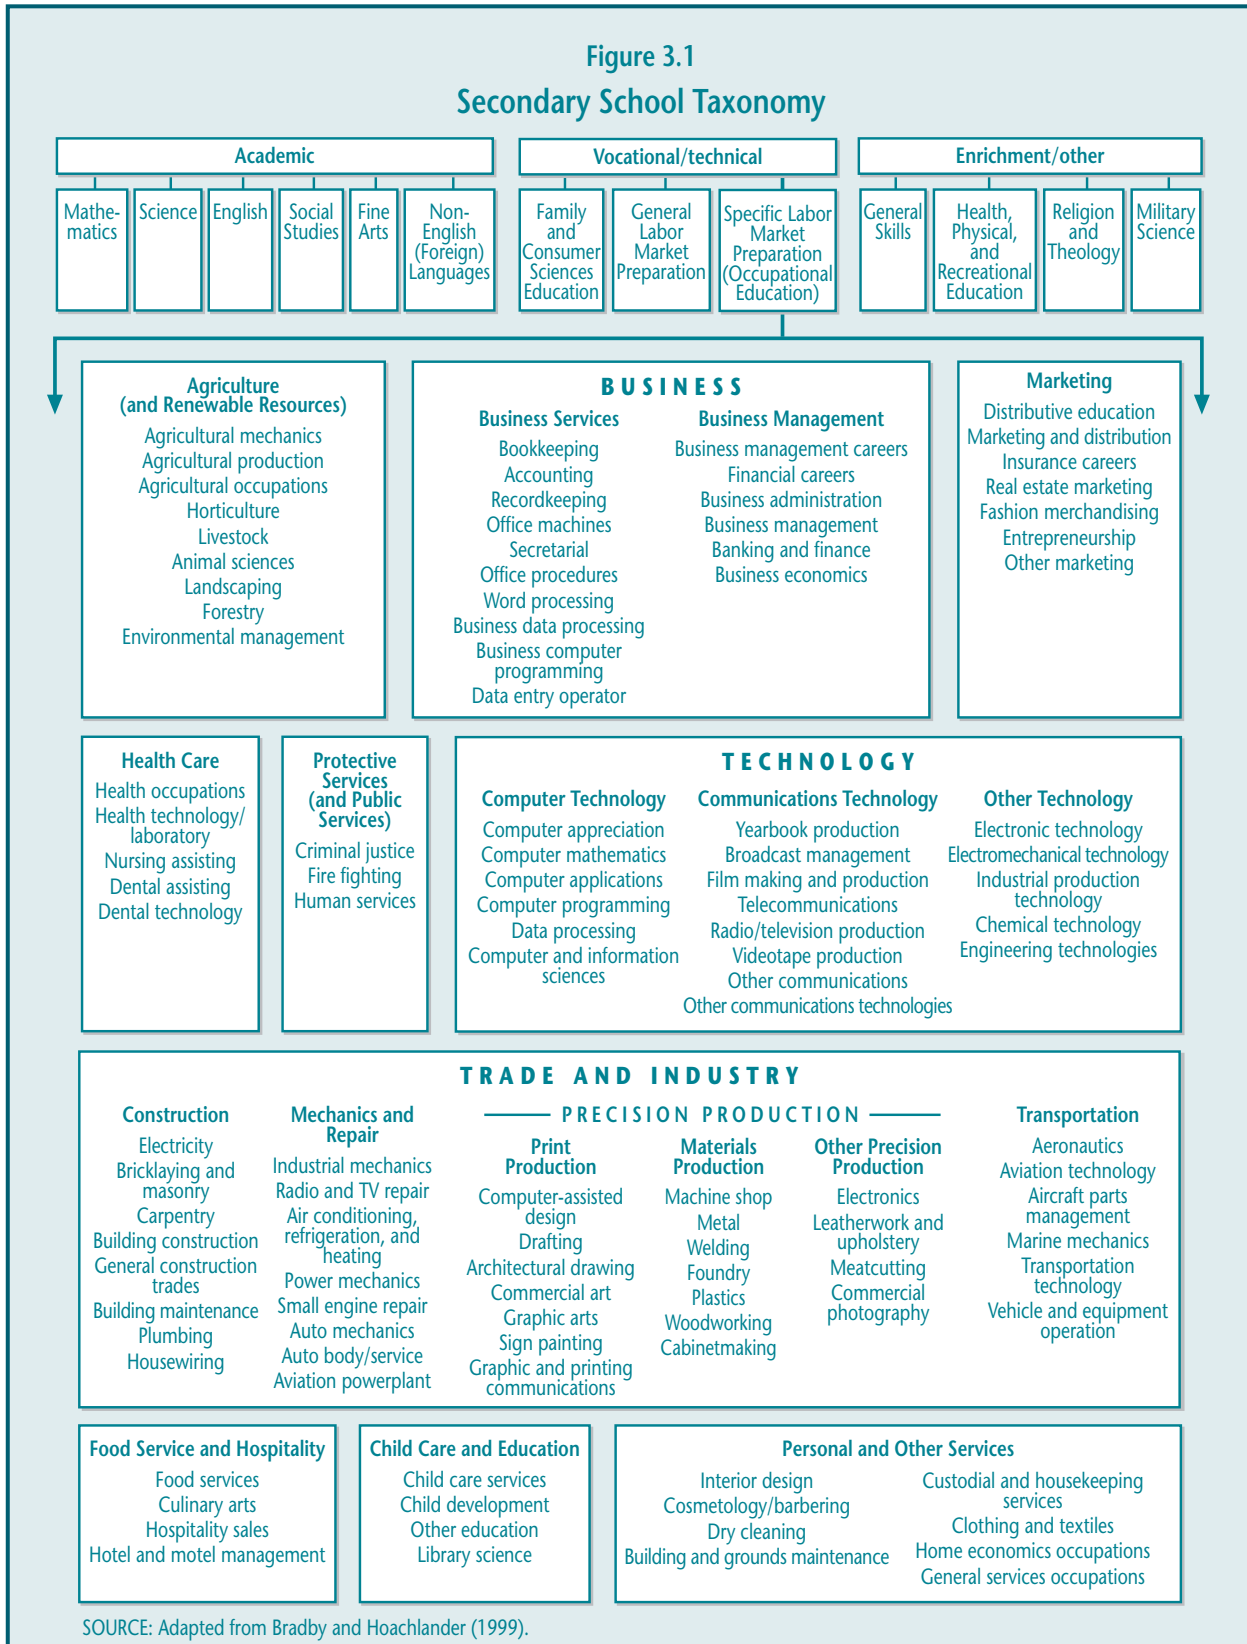 Figure 3.1
Secondary School Taxonomy
Academic
Mathe-
matics
Science
English
Social
Studies
Fine
Arts
Non-
English
(Foreign)
Languages
Vocational/technical
Family
and
Consumer
Sciences
Education
General
Labor
Market
Preparation
Specific Labor
Market
Preparation
(Occupational
Education)
Enrichment/other
General
Skills
Health,
Physical,
and
Recreational
Education
Religion
and
Theology
Military
Science
Agriculture
(and Renewable Resources)
Agricultural mechanics
Agricultural production
Agricultural occupations
Horticulture
Livestock
Animal sciences
Landscaping
Forestry
Environmental management
BUSINESS
Business Services
Bookkeeping
Accounting
Recordkeeping
Office machines
Secretarial
Office procedures
Word processing
Business data processing
Business computer
programming
Data entry operator
Business Management
Business management careers
Financial careers
Business administration
Business management
Banking and finance
Business economics
Marketing
Distributive education
Marketing and distribution
Insurance careers
Real estate marketing
Fashion merchandising
Entrepreneurship
Other marketing
Health Care
Health occupations
Health technology/
laboratory
Nursing assisting
Dental assisting
Dental technology
Protective
Services
(and Public
Services)
Criminal justice
Fire fighting
Human services
TECHNOLOGY
Computer Technology
Computer appreciation
Computer mathematics
Computer applications
Computer programming
Data processing
Computer and information
sciences
Communications Technology
Yearbook production
Broadcast management
Film making and production
Telecommunications
Radio/television production
Videotape production
Other communications
Other communications technologies
Other Technology
Electronic technology
Electromechanical technology
Industrial production
technology
Chemical technology
Engineering technologies
TRADE AND INDUSTRY
Construction
Electricity
Bricklaying and
masonry
Carpentry
Building construction
General construction
trades
Building maintenance
Plumbing
Housewiring
Mechanics and
Repair
Industrial mechanics
Radio and TV repair
Air conditioning,
refrigeration, and
heating
Power mechanics
Small engine repair
Auto mechanics
Auto body/service
Aviation powerplant
PRECISION PRODUCTION
Print
Production
Computer-assisted
design
Drafting
Architectural drawing
Commercial art
Graphic arts
Sign painting
Graphic and printing
communications
Materials
Production
Machine shop
Metal
Welding
Foundry
Plastics
Woodworking
Cabinetmaking
Other Precision
Production
Electronics
Leatherwork and
upholstery
Meatcutting
Commercial
photography
Transportation
Aeronautics
Aviation technology
Aircraft parts
management
Marine mechanics
Transportation
technology
Vehicle and equipment
operation
Food Service and Hospitality
Food services
Culinary arts
Hospitality sales
Hotel and motel management
Child Care and Education
Child care services
Child development
Other education
Library science
Personal and Other Services
Interior design
Cosmetology/barbering
Dry cleaning
Building and grounds maintenance
Custodial and housekeeping
services
Clothing and textiles
Home economics occupations
General services occupations
SOURCE: Adapted from Bradby and Hoachlander (1999).